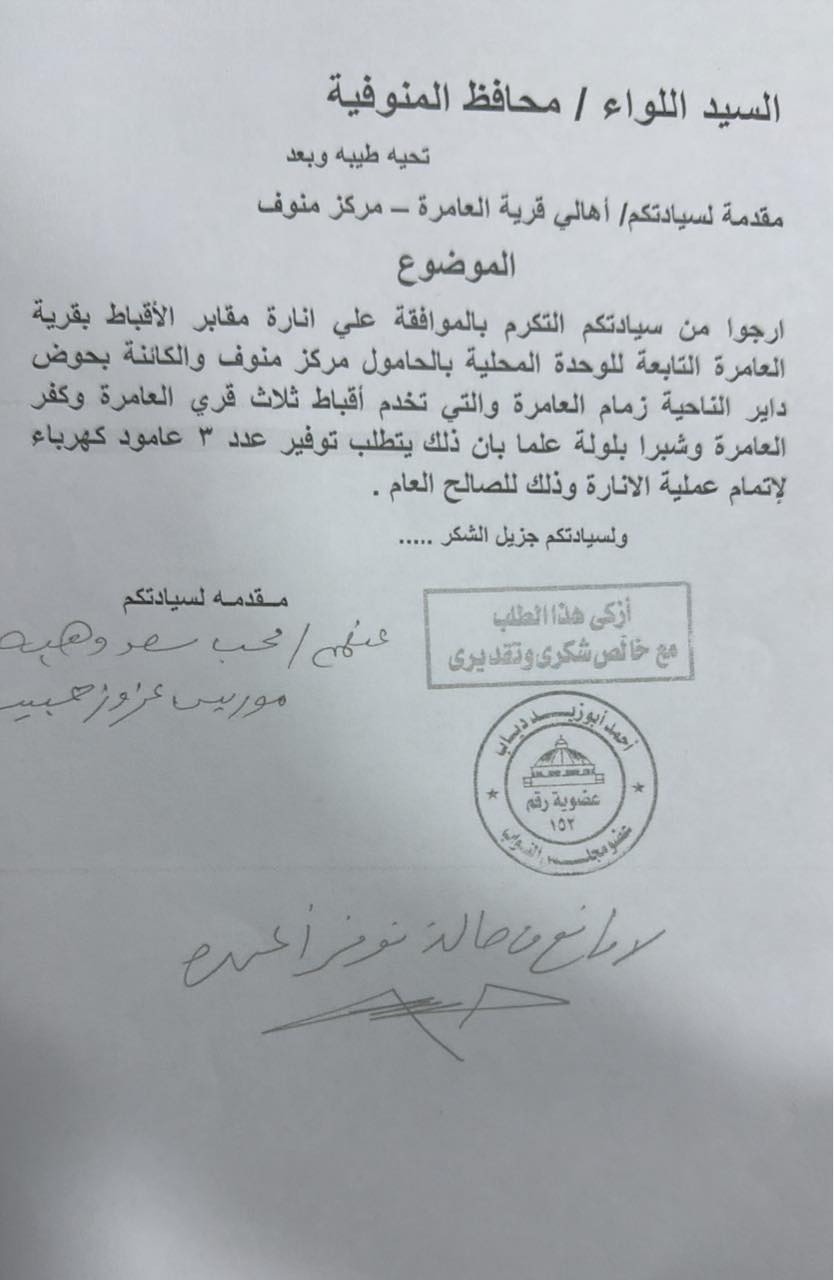 السيد اللواء / محافظ المنوفية
تحيه طيبه وبعد
مقدمة لسيادتكم/ أهالي قرية العامرة – مركز منوف
الموضوع
ارجوا من سيادتكم التكرم بالموافقة علي انارة مقابر الأقباط بقرية
العامرة التابعة للوحدة المحلية بالحامول مركز منوف والكائنة بحوض
داير الناحية زمام العامرة والتي تخدم أقباط ثلاث قري العامرة وكفر
العامرة وشبرا بلولة علما بان ذلك يتطلب توفير عدد ٣ عامود كهرباء
لإتمام عملية الانارة وذلك للصالح العام .
ولسيادتكم جزيل الشكر .....
مقدمه لسيادتكم
عنهم / محب سعد وهبه
موريس عزوز حبيب
أزكى هذا الطلب
مع خالص شكرى وتقديرى
أحمد أبوزيد دياب
عضوية رقم
١٥٢
عضو مجلس النواب
لا مانع من حالة توفر أعمدة